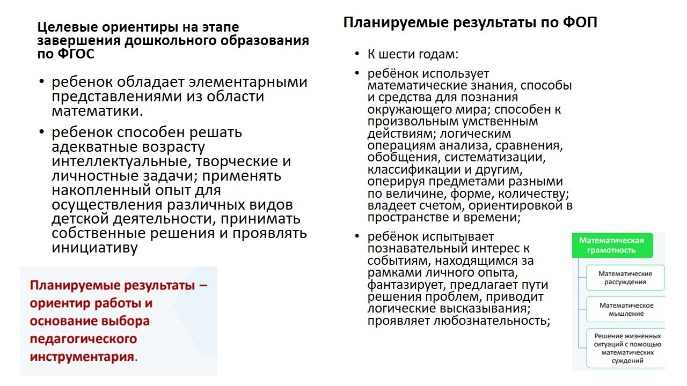 Целевые ориентиры на этапе
завершения дошкольного образования
по ФГОС
• ребенок обладает элементарными
представлениями из области
математики.
• ребенок способен решать
адекватные возрасту
интеллектуальные, творческие и
личностные задачи; применять
накопленный опыт для
осуществления различных видов
детской деятельности, принимать
собственные решения и проявлять
инициативу
Планируемые результаты –
ориентир работы и
основание выбора
педагогического
инструментария.
Планируемые результаты по ФОП
• К шести годам:
• ребёнок использует
математические знания, способы
и средства для познания
окружающего мира; способен к
произвольным умственным
действиям; логическим
операциям анализа, сравнения,
обобщения, систематизации,
классификации и другим,
оперируя предметами разными
по величине, форме, количеству;
владеет счетом, ориентировкой в
пространстве и времени;
• ребёнок испытывает
познавательный интерес к
событиям, находящимся за
рамками личного опыта,
фантазирует, предлагает пути
решения проблем, приводит
логические высказывания;
проявляет любознательность;
Математическая
грамотность
Математические
рассуждения
Математическое
мышление
Решение жизненных
ситуаций с помощью
математических
суждений